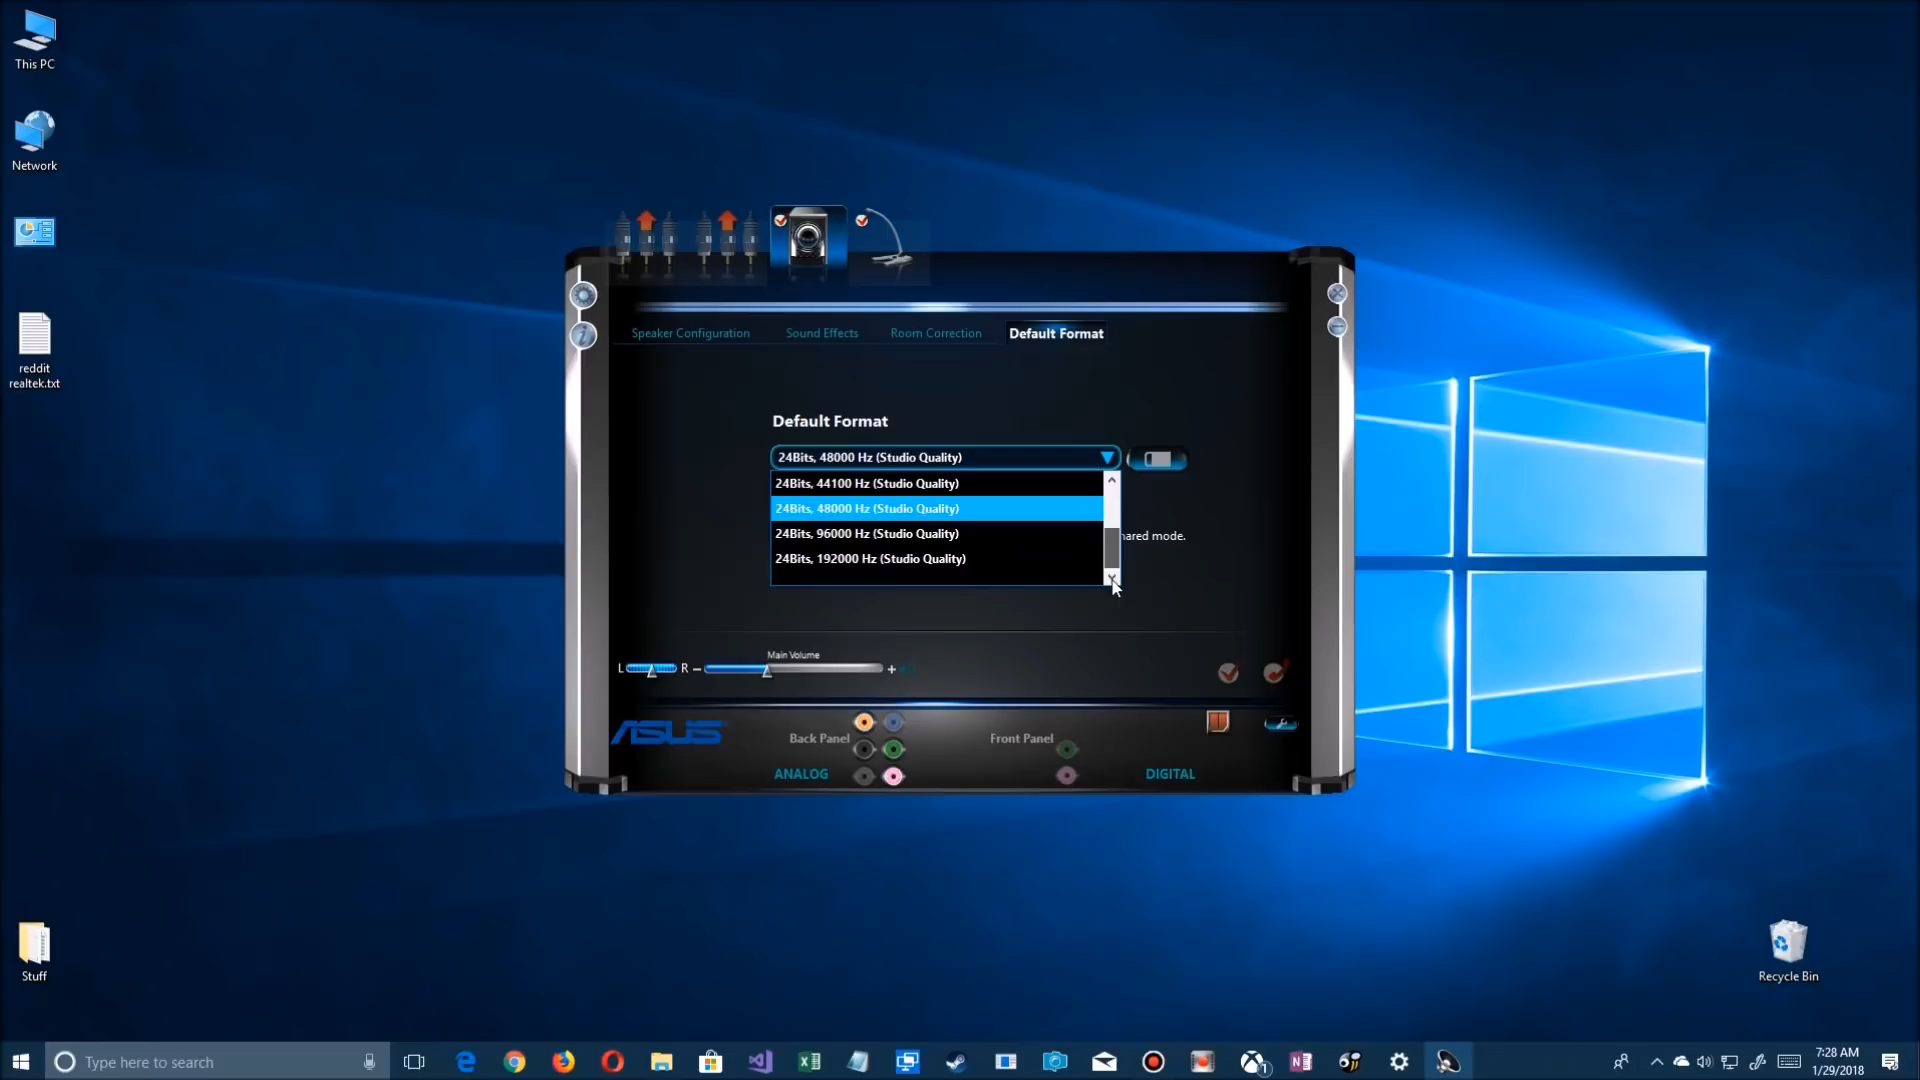 This PC
Network
reddit
realtek.txt
Stuff
Recycle Bin
Speaker Configuration
Sound Effects
Room Correction
Default Format
Default Format
24Bits, 48000 Hz (Studio Quality)
24Bits, 44100 Hz (Studio Quality)
24Bits, 48000 Hz (Studio Quality)
24Bits, 96000 Hz (Studio Quality)
24Bits, 192000 Hz (Studio Quality)
hared mode.
Main Volume
L
R
ASUS
Back Panel
Front Panel
ANALOG
DIGITAL
Type here to search
7:28 AM
1/29/2018